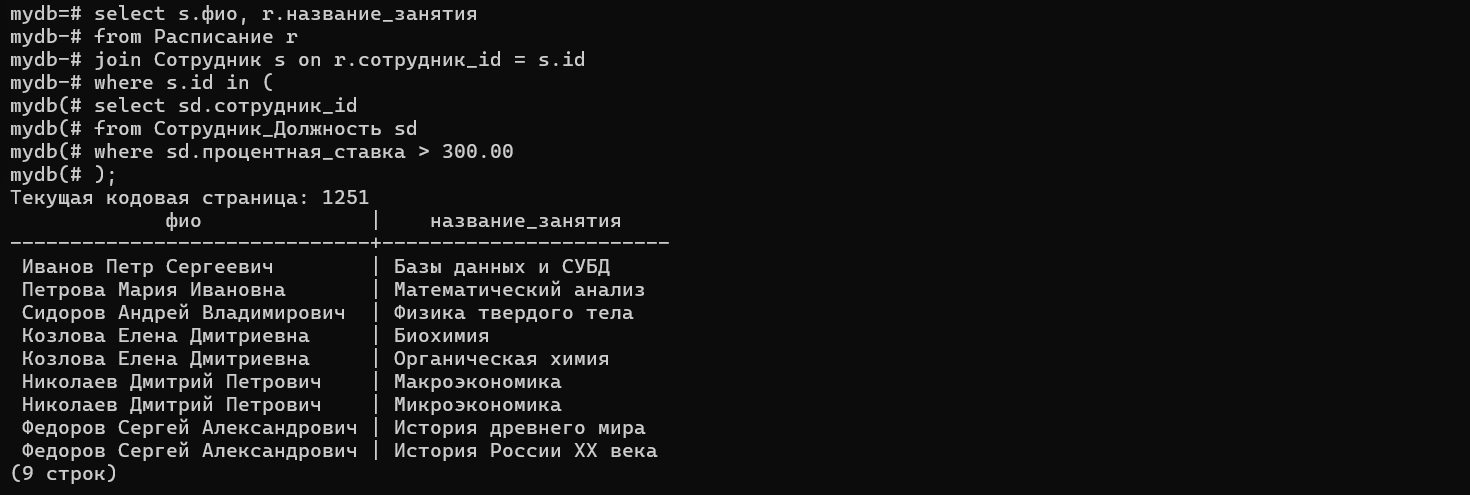 mydb=# select s.фио, r.название_занятия
mydb-# from Расписание r
mydb-# join Сотрудник s on r.сотрудник_id = s.id
mydb-# where s.id in (
mydb(# select sd.сотрудник_id
mydb(# from Сотрудник_Должность sd
mydb(# where sd.процентная_ставка > 300.00
mydb(# );
Текущая кодовая страница: 1251
             фио              |    название_занятия
------------------------------+------------------------
 Иванов Петр Сергеевич        | Базы данных и СУБД
 Петрова Мария Ивановна       | Математический анализ
 Сидоров Андрей Владимирович  | Физика твердого тела
 Козлова Елена Дмитриевна     | Биохимия
 Козлова Елена Дмитриевна     | Органическая химия
 Николаев Дмитрий Петрович    | Макроэкономика
 Николаев Дмитрий Петрович    | Микроэкономика
 Федоров Сергей Александрович | История древнего мира
 Федоров Сергей Александрович | История России XX века
(9 строк)